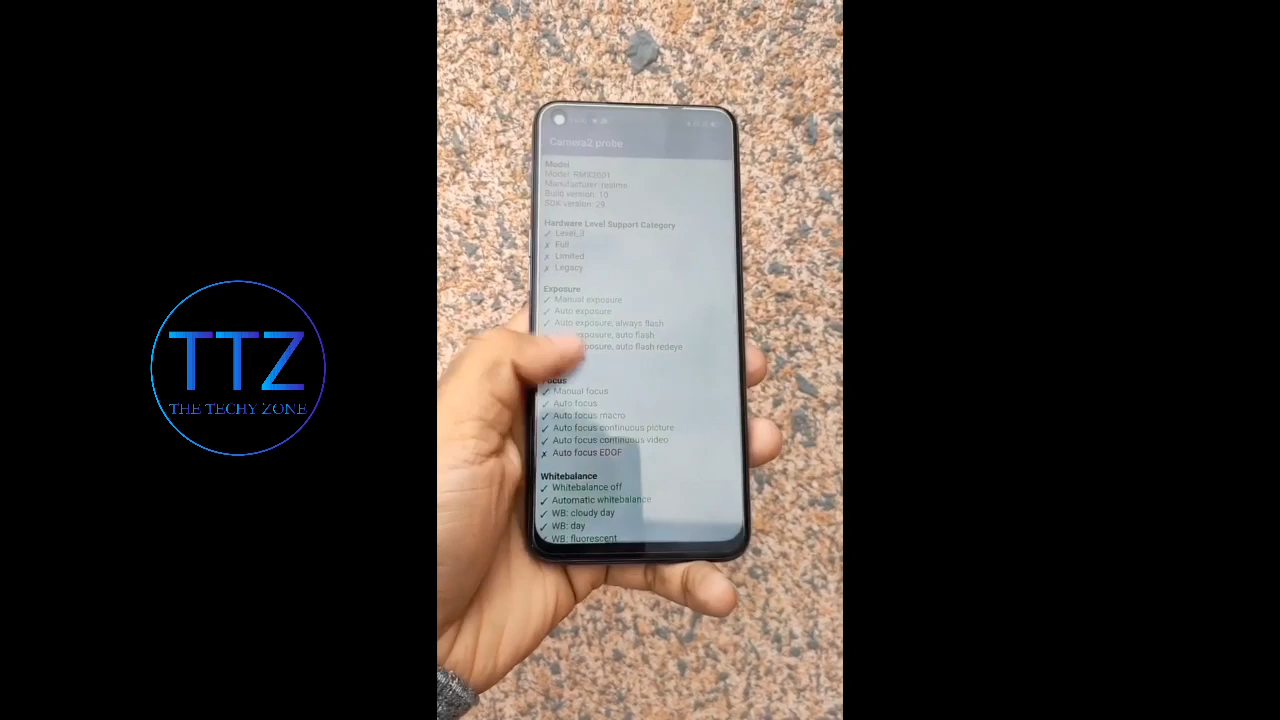 TTZ
THE TECHY ZONE
Camera2 probe
Model
Model: RMX2001
Manufacturer: realme
Build version: 10
SDK version: 29
Hardware Level Support Category
✓ Level_3
✗ Full
✗ Limited
✗ Legacy
Exposure
✓ Manual exposure
✓ Auto exposure
✓ Auto exposure, always flash
exposure, auto flash
exposure, auto flash redeye
Focus
✓ Manual focus
✓ Auto focus
✓ Auto focus macro
✓ Auto focus continuous picture
✓ Auto focus continuous video
✗ Auto focus EDOF
Whitebalance
✓ Whitebalance off
✓ Automatic whitebalance
✓ WB: cloudy day
✓ WB: day
✓ WB: fluorescent